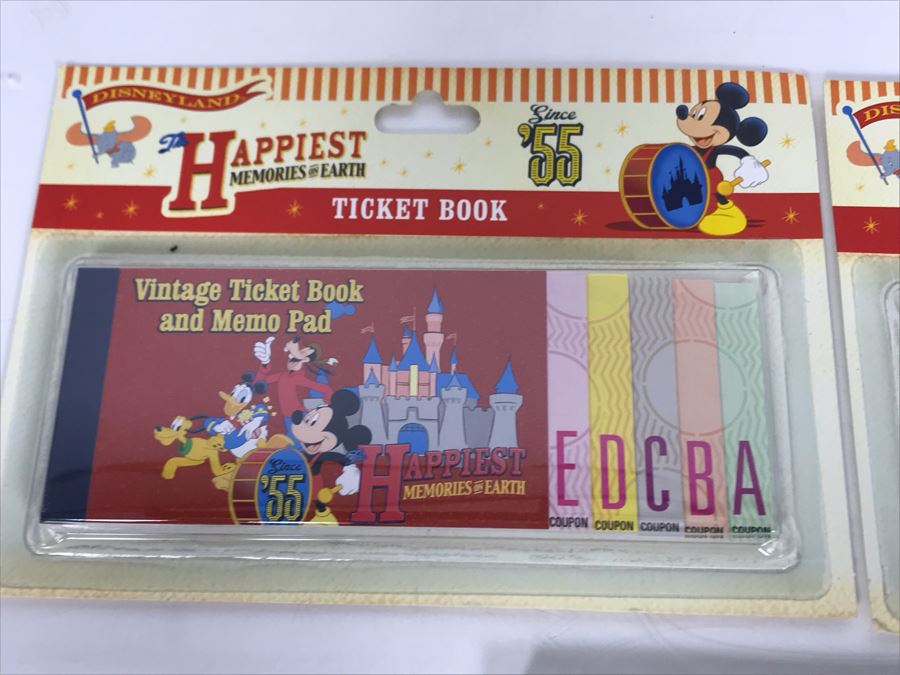 DISNEYLAND
The HAPPIEST
MEMORIES ON EARTH
Since
'55
TICKET BOOK
Vintage Ticket Book
and Memo Pad
Since
'55
HAPPIEST
MEMORIES ON EARTH
E D C B A
COUPON COUPON COUPON COUPON COUPON
DIS